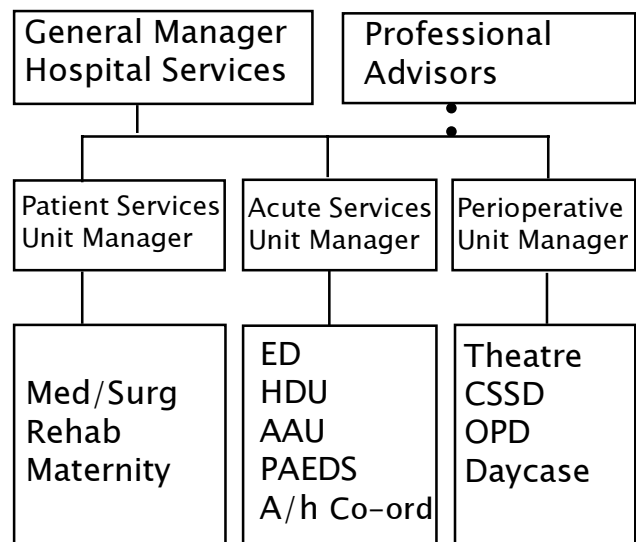 General Manager
Hospital Services
Professional
Advisors
Patient Services
Unit Manager
Acute Services
Unit Manager
Perioperative
Unit Manager
Med/Surg
Rehab
Maternity
ED
HDU
AAU
PAEDS
A/h Co-ord
Theatre
CSSD
OPD
Daycase